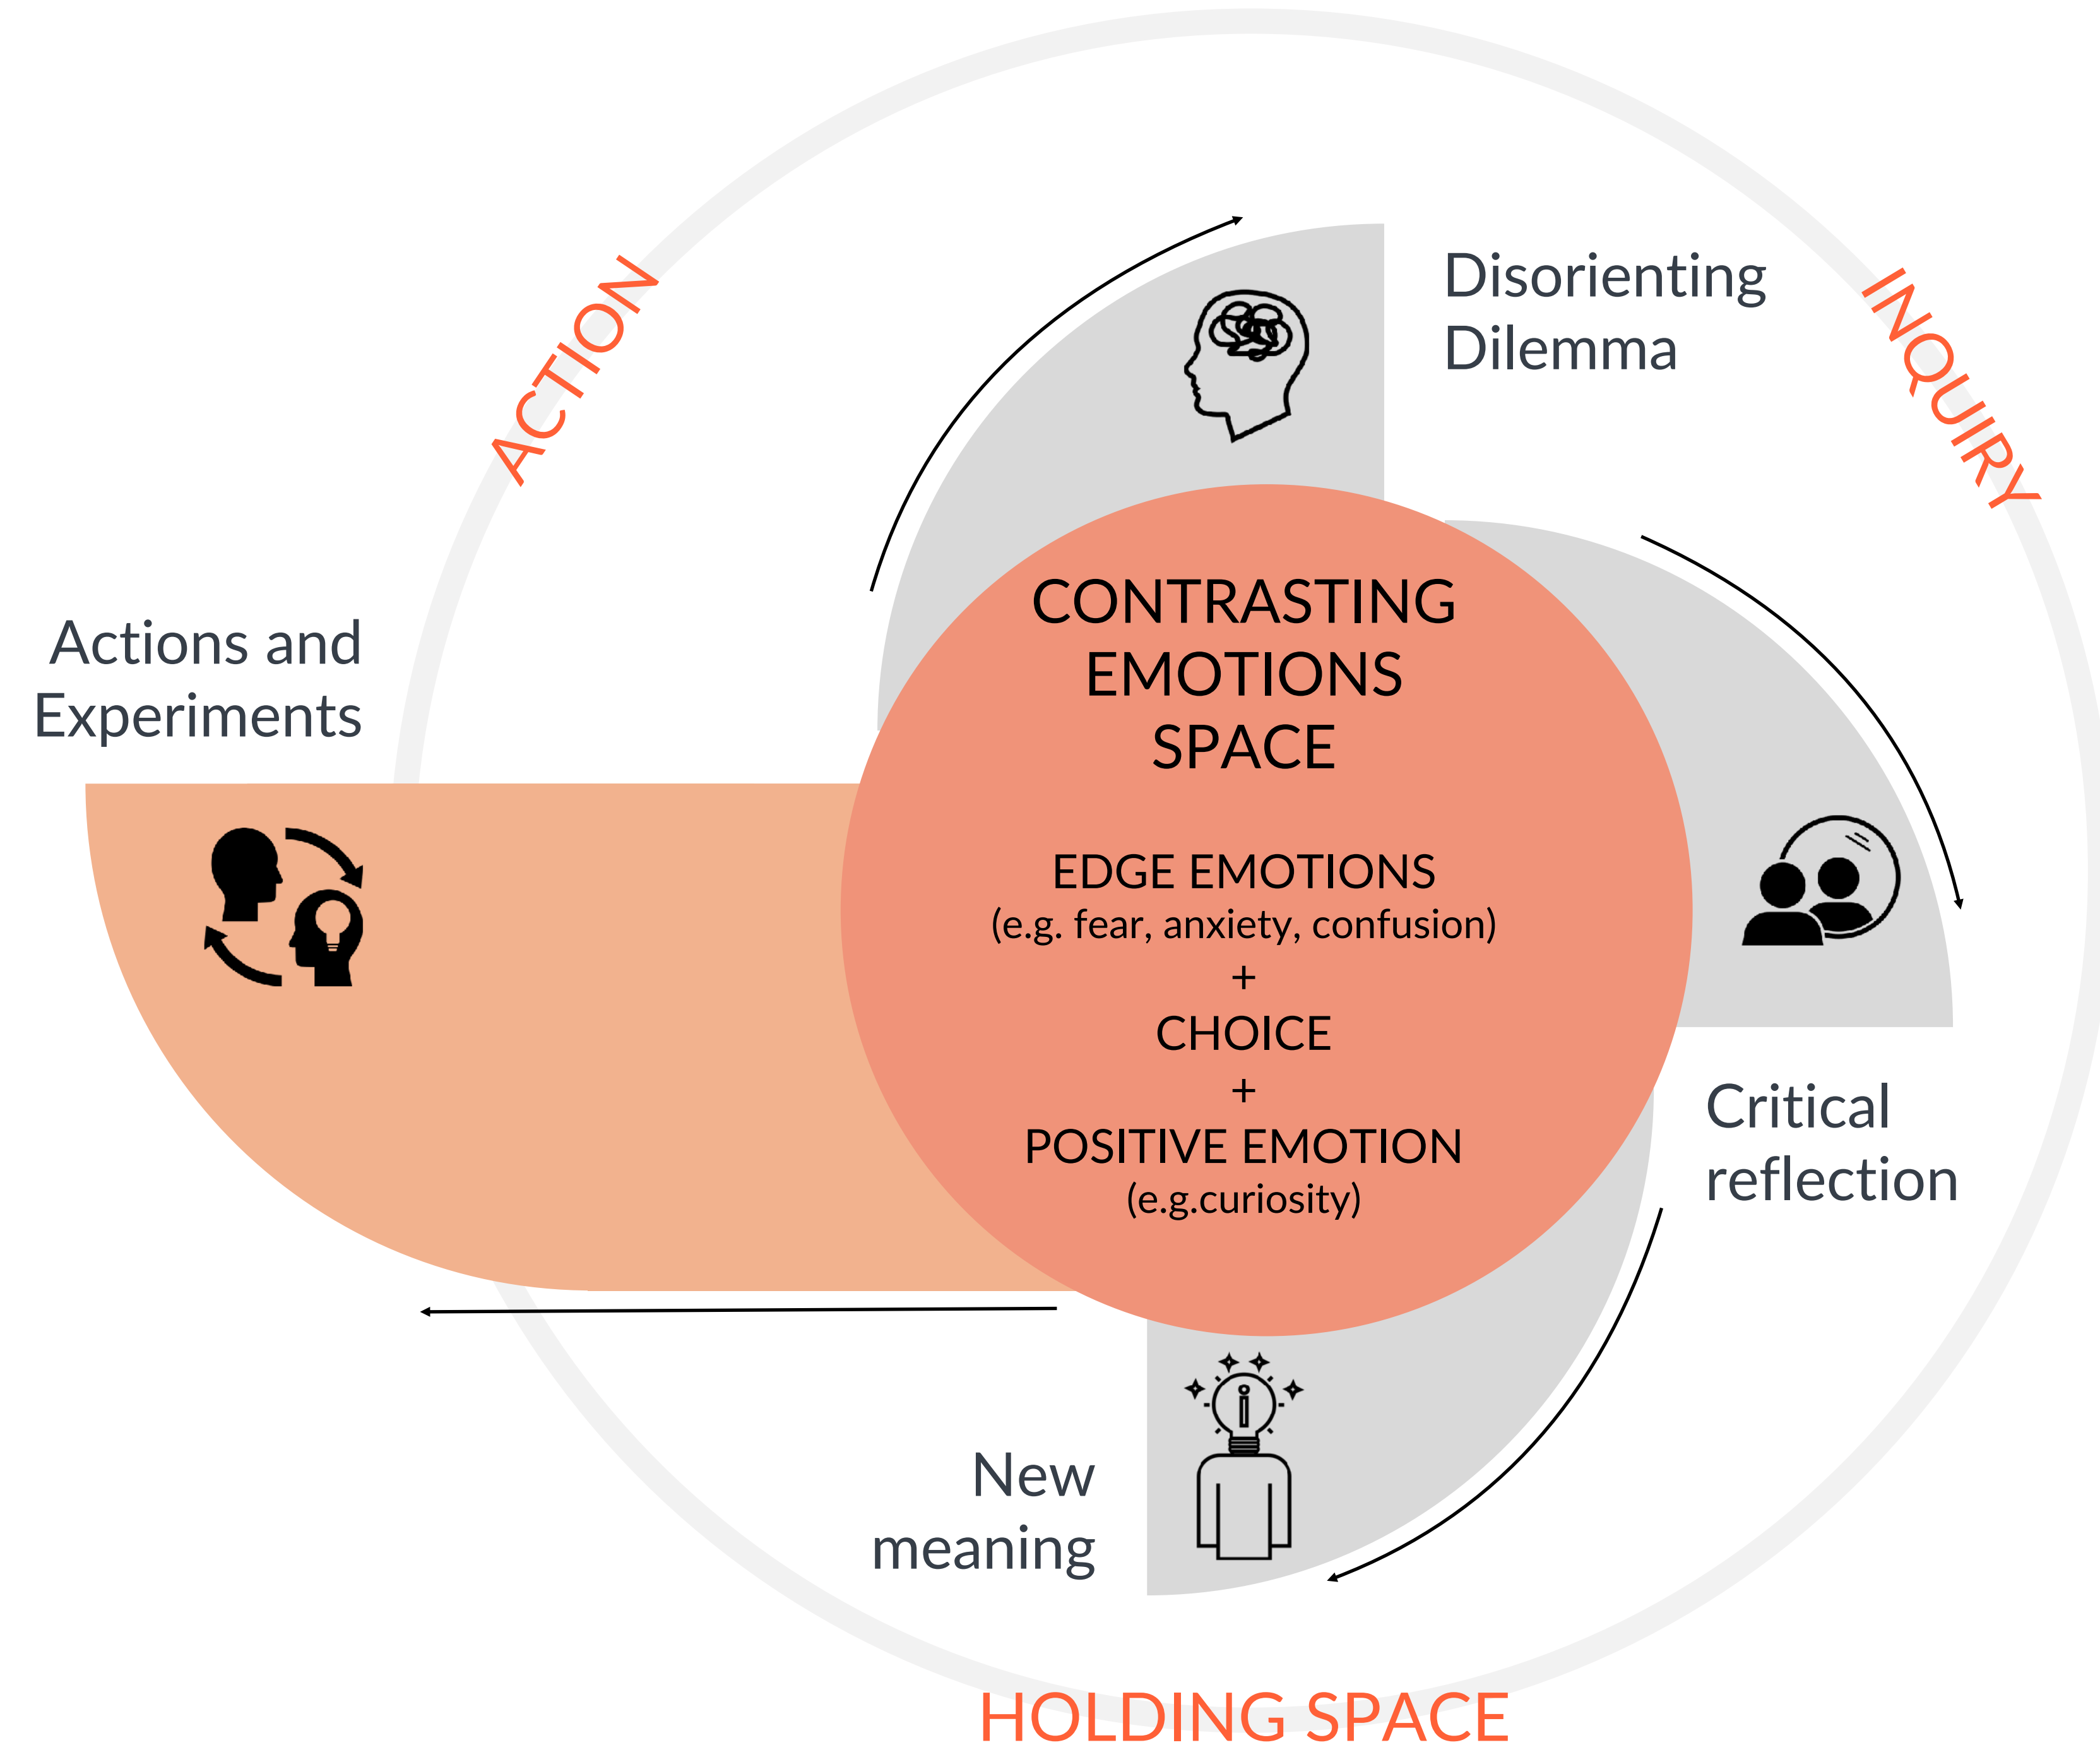 ACTION
INQUIRY
Disorienting
Dilemma
Actions and
Experiments
CONTRASTING
EMOTIONS
SPACE
EDGE EMOTIONS
(e.g. fear, anxiety, confusion)
+
CHOICE
+
POSITIVE EMOTION
(e.g.curiosity)
Critical
reflection
New
meaning
HOLDING SPACE